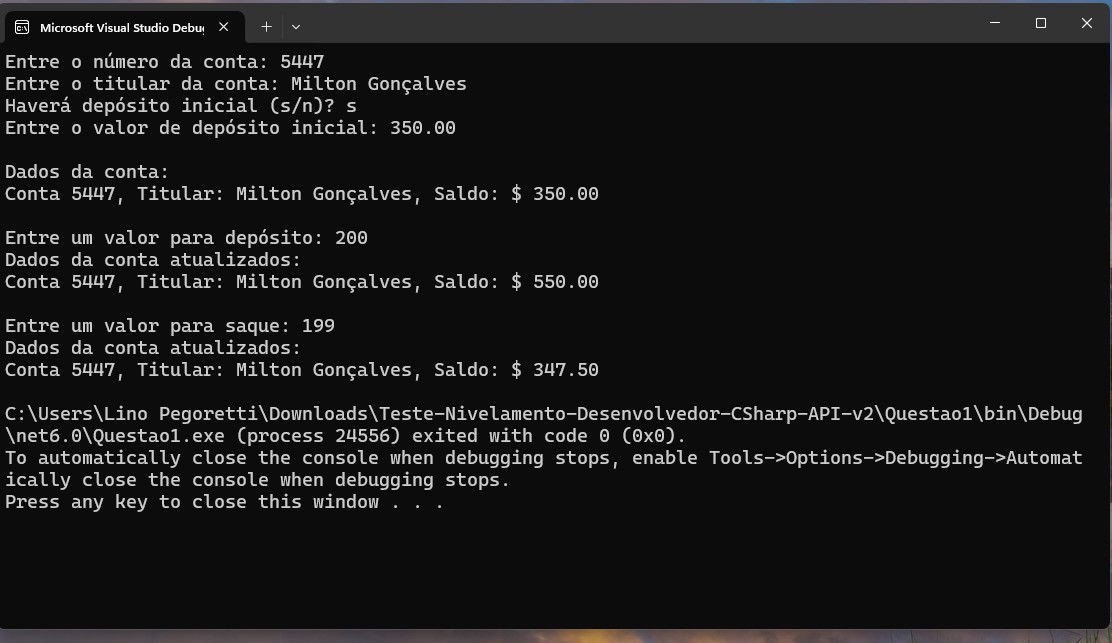 Microsoft Visual Studio Debug
Entre o número da conta: 5447
Entre o titular da conta: Milton Gonçalves
Haverá depósito inicial (s/n)? s
Entre o valor de depósito inicial: 350.00
Dados da conta:
Conta 5447, Titular: Milton Gonçalves, Saldo: $ 350.00
Entre um valor para depósito: 200
Dados da conta atualizados:
Conta 5447, Titular: Milton Gonçalves, Saldo: $ 550.00
Entre um valor para saque: 199
Dados da conta atualizados:
Conta 5447, Titular: Milton Gonçalves, Saldo: $ 347.50
C:\Users\Lino Pegoretti\Downloads\Teste-Nivelamento-Desenvolvedor-CSharp-API-v2\Questao1\bin\Debug
\net6.0\Questao1.exe (process 24556) exited with code 0 (0x0).
To automatically close the console when debugging stops, enable Tools->Options->Debugging->Automat
ically close the console when debugging stops.
Press any key to close this window . . .